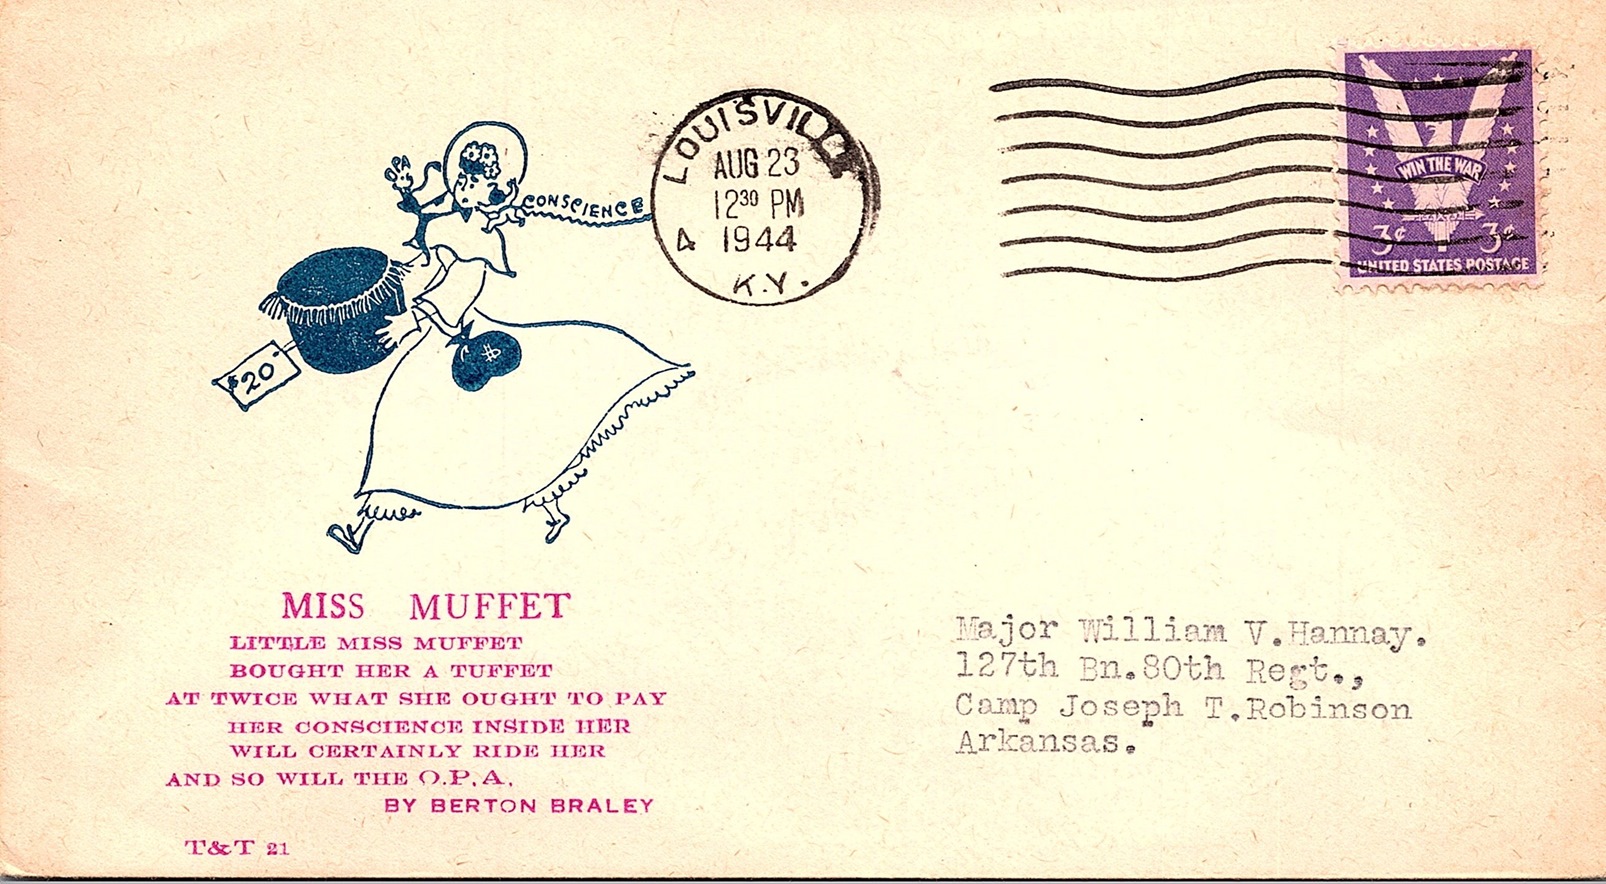 OPA
CONSCIENCE
$20
$
LOUISVILLE
AUG 23
12 30 PM
4 1944
K.Y.
WIN THE WAR
3¢ 3¢
UNITED STATES POSTAGE
MISS MUFFET
LITTLE MISS MUFFET
BOUGHT HER A TUFFET
AT TWICE WHAT SHE OUGHT TO PAY
HER CONSCIENCE INSIDE HER
WILL CERTAINLY RIDE HER
AND SO WILL THE O.P.A.
BY BERTON BRALEY
T&T 21
Major William V.Hannay.
127th Bn.80th Regt.,
Camp Joseph T.Robinson
Arkansas.